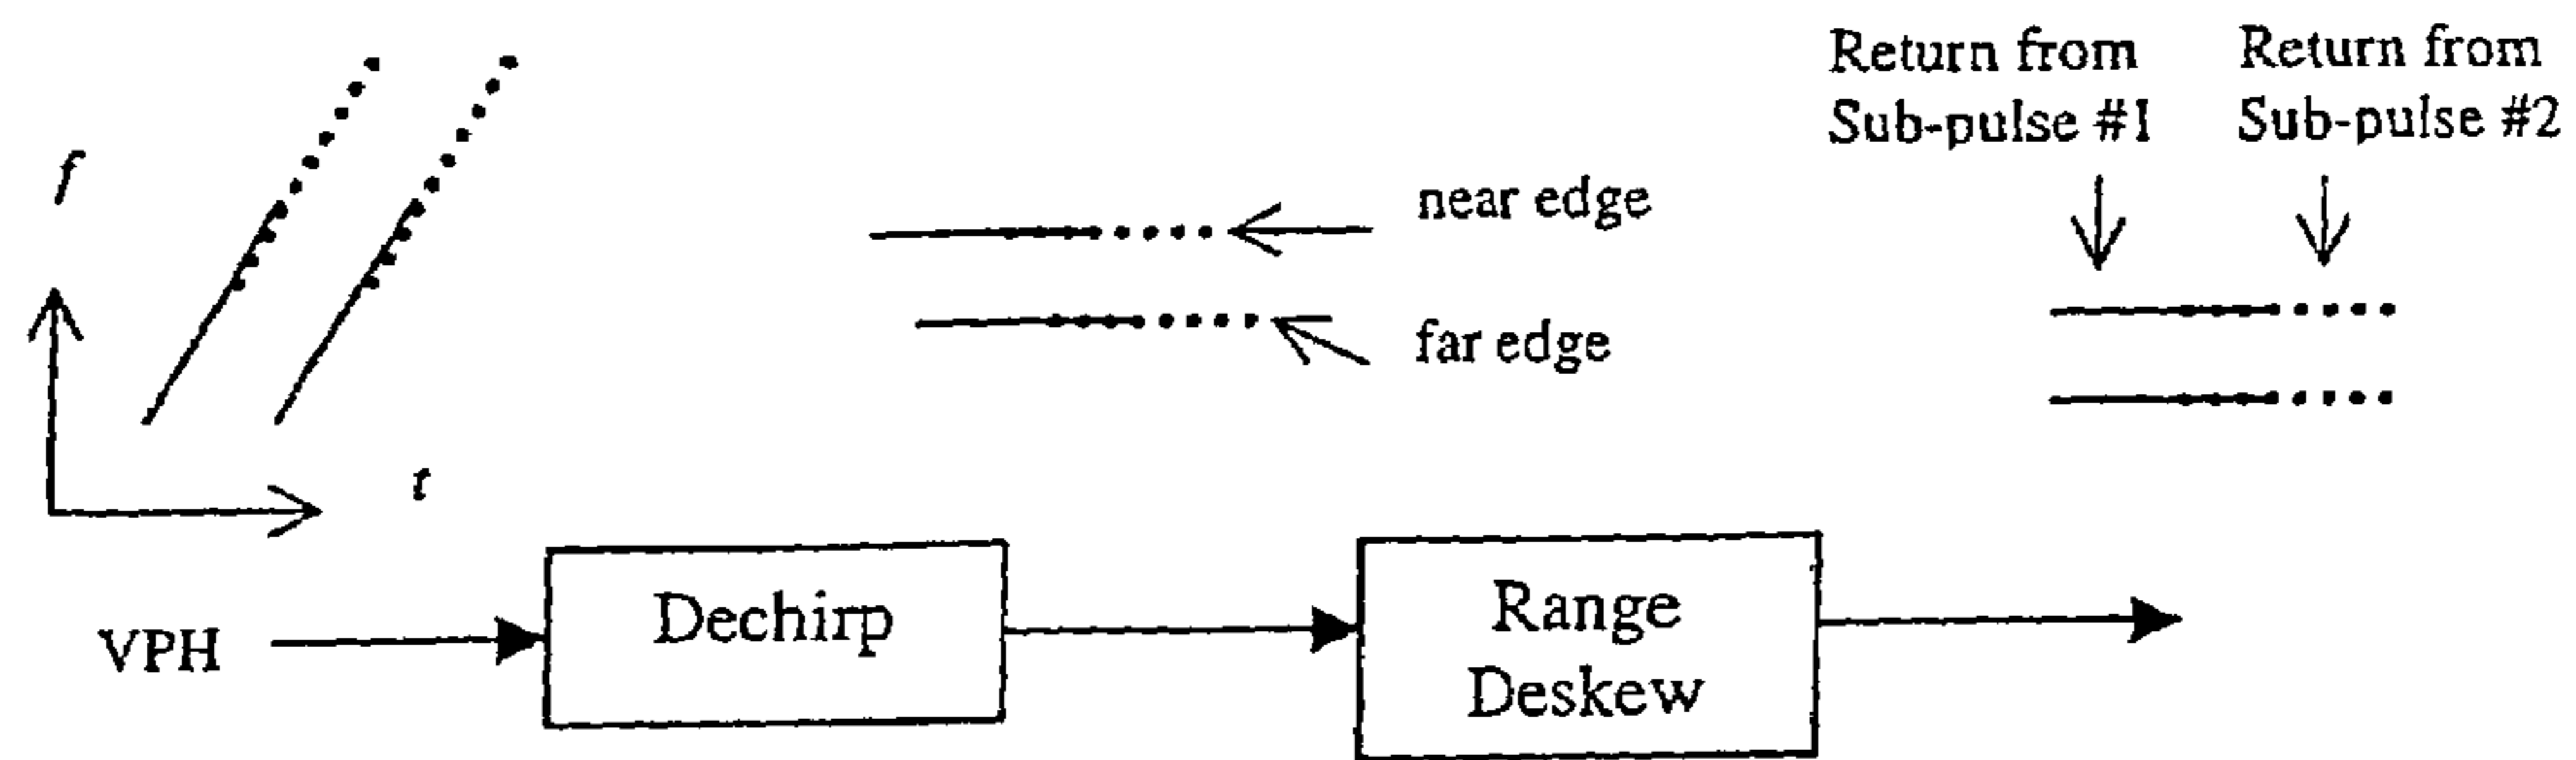 Return from
Sub-pulse #1
Return from
Sub-pulse #2
f
near edge
far edge
t
VPH
Dechirp
Range
Deskew